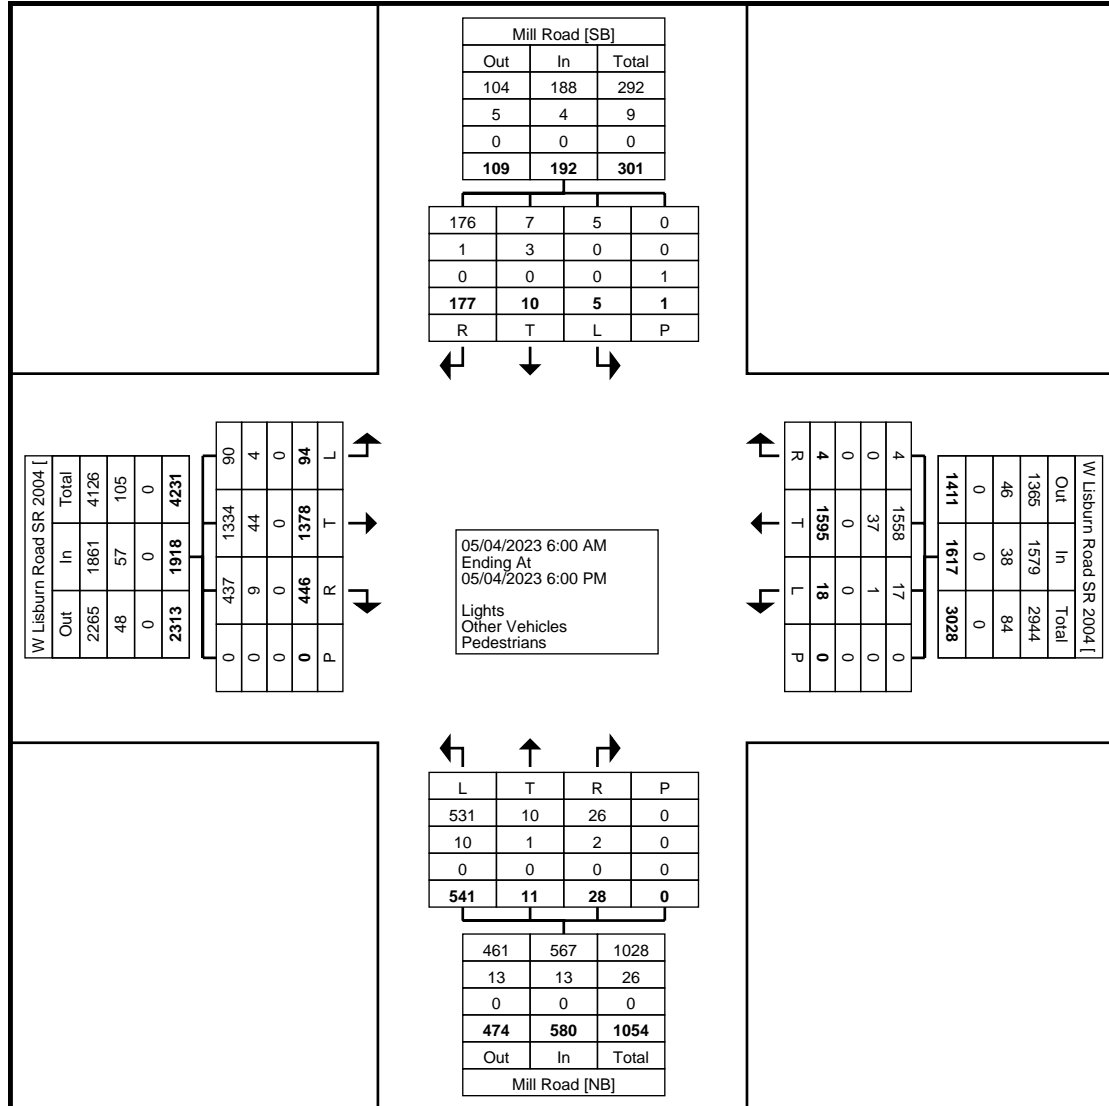 Mill Road [SB]
Out In Total
104 188 292
5 4 9
0 0 0
109 192 301
176 7 5 0
1 3 0 0
0 0 0 1
177 10 5 1
R T L P
W Lisburn Road SR 2004 [
Total In Out
4126 1861 2265
105 57 48
0 0 0
4231 1918 2313
90 1334 437 0
4 44 9 0
0 0 0 0
94 1378 446 0
L T R P
05/04/2023 6:00 AM
Ending At
05/04/2023 6:00 PM
Lights
Other Vehicles
Pedestrians
R T L P
4 1595 18 0
0 0 0 0
0 37 1 0
4 1558 17 0
W Lisburn Road SR 2004 [
Out In Total
1365 1579 2944
46 38 84
0 0 0
1411 1617 3028
L T R P
531 10 26 0
10 1 2 0
0 0 0 0
541 11 28 0
461 567 1028
13 13 26
0 0 0
474 580 1054
Out In Total
Mill Road [NB]